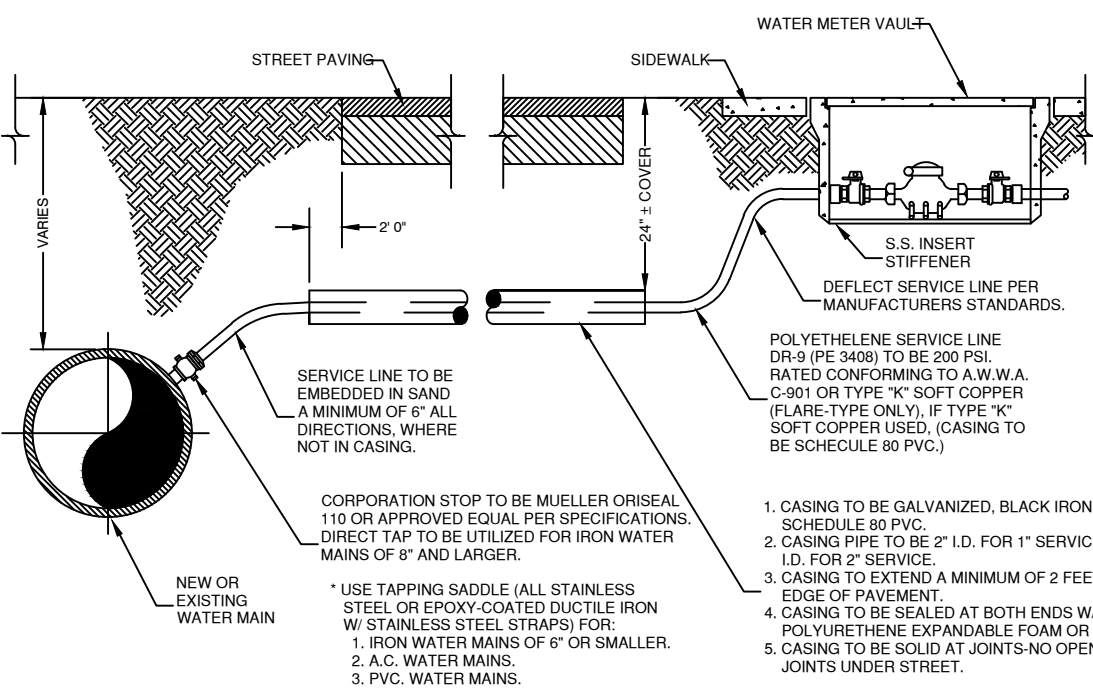 WATER METER VAULT
STREET PAVING
SIDEWALK
VARIES
2' 0"
24" ± COVER
S.S. INSERT
STIFFENER
DEFLECT SERVICE LINE PER
MANUFACTURERS STANDARDS.
POLYETHELENE SERVICE LINE
DR-9 (PE 3408) TO BE 200 PSI.
RATED CONFORMING TO A.W.W.A.
C-901 OR TYPE "K" SOFT COPPER
(FLARE-TYPE ONLY), IF TYPE "K"
SOFT COPPER USED, (CASING TO
BE SCHECULE 80 PVC.)
SERVICE LINE TO BE
EMBEDDED IN SAND
A MINIMUM OF 6" ALL
DIRECTIONS, WHERE
NOT IN CASING.
CORPORATION STOP TO BE MUELLER ORISEAL
110 OR APPROVED EQUAL PER SPECIFICATIONS.
DIRECT TAP TO BE UTILIZED FOR IRON WATER
MAINS OF 8" AND LARGER.
NEW OR
EXISTING
WATER MAIN
* USE TAPPING SADDLE (ALL STAINLESS
STEEL OR EPOXY-COATED DUCTILE IRON
W/ STAINLESS STEEL STRAPS) FOR:
1. IRON WATER MAINS OF 6" OR SMALLER.
2. A.C. WATER MAINS.
3. PVC. WATER MAINS.
1. CASING TO BE GALVANIZED, BLACK IRON
SCHEDULE 80 PVC.
2. CASING PIPE TO BE 2" I.D. FOR 1" SERVIC
I.D. FOR 2" SERVICE.
3. CASING TO EXTEND A MINIMUM OF 2 FEE
EDGE OF PAVEMENT.
4. CASING TO BE SEALED AT BOTH ENDS W/
POLYURETHENE EXPANDABLE FOAM OR
5. CASING TO BE SOLID AT JOINTS-NO OPEN
JOINTS UNDER STREET.